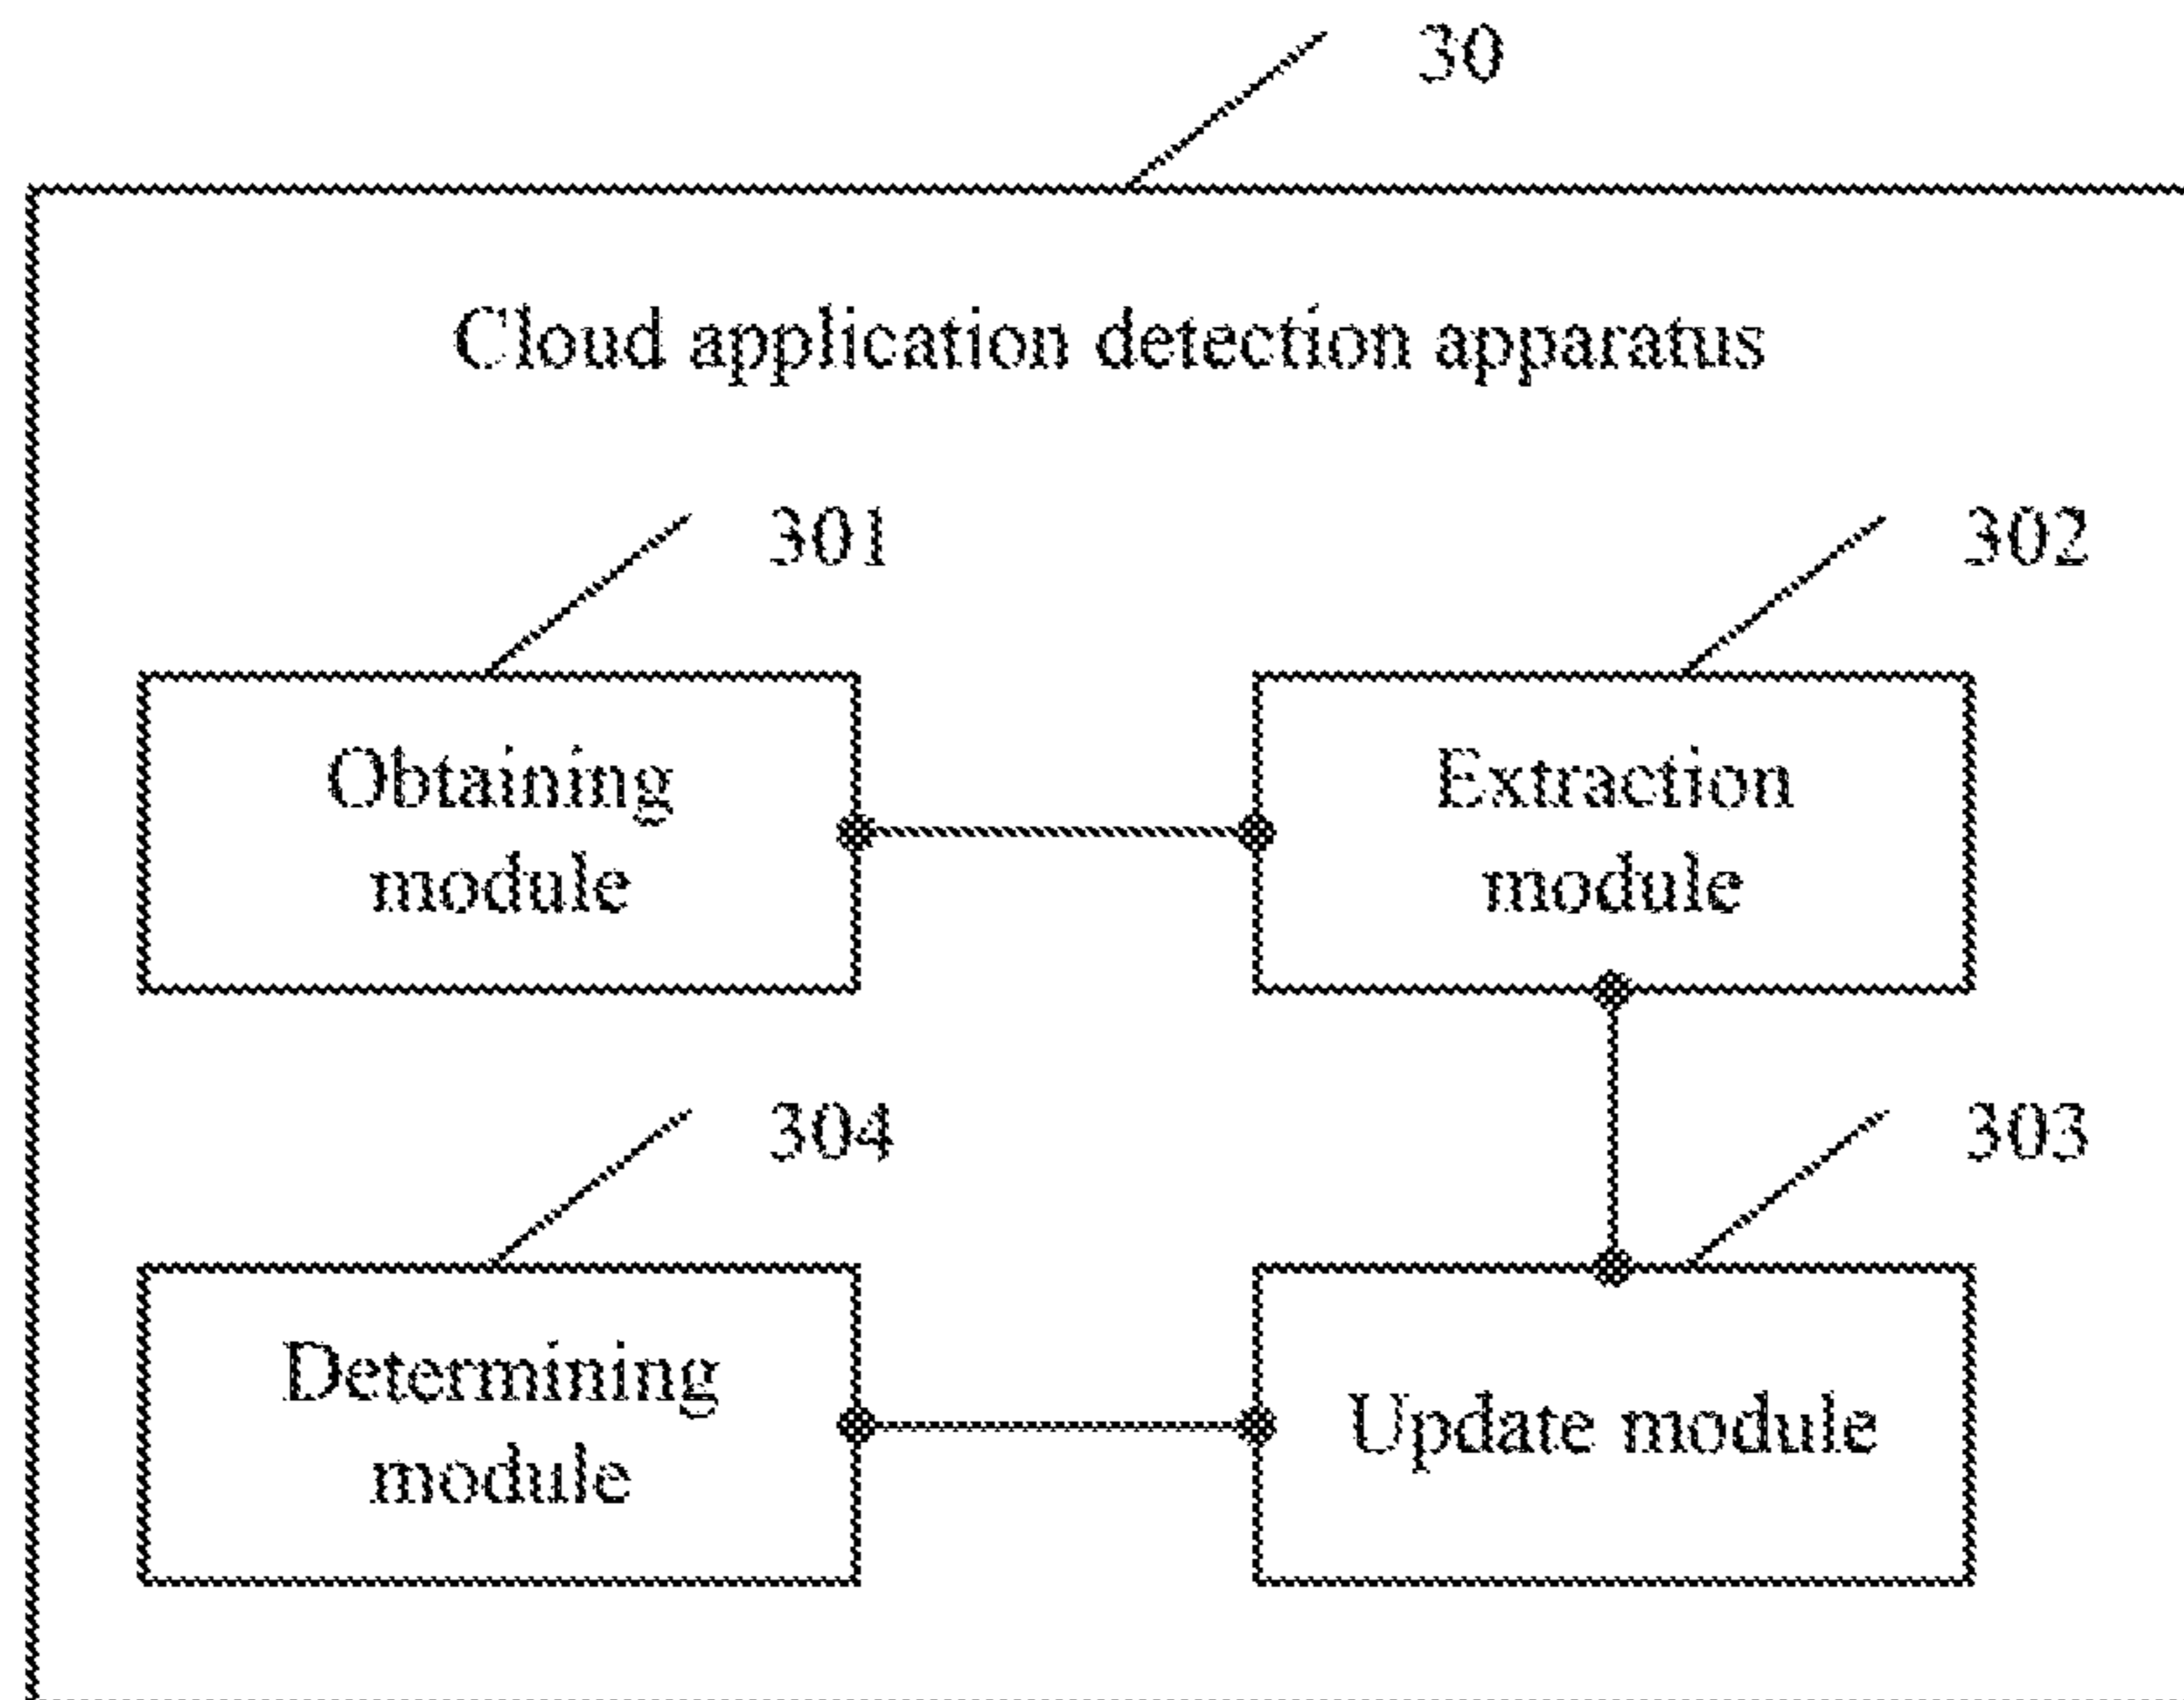 30
Cloud application detection apparatus
301
302
Obtaining
module
Extraction
module
304
303
Determining
module
Update module